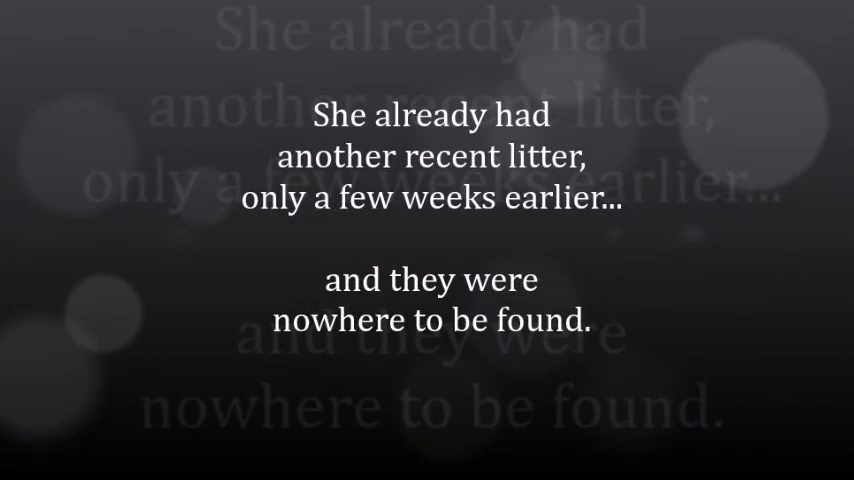 She already had
another recent litter,
only a few weeks earlier...
and they were
nowhere to be found.